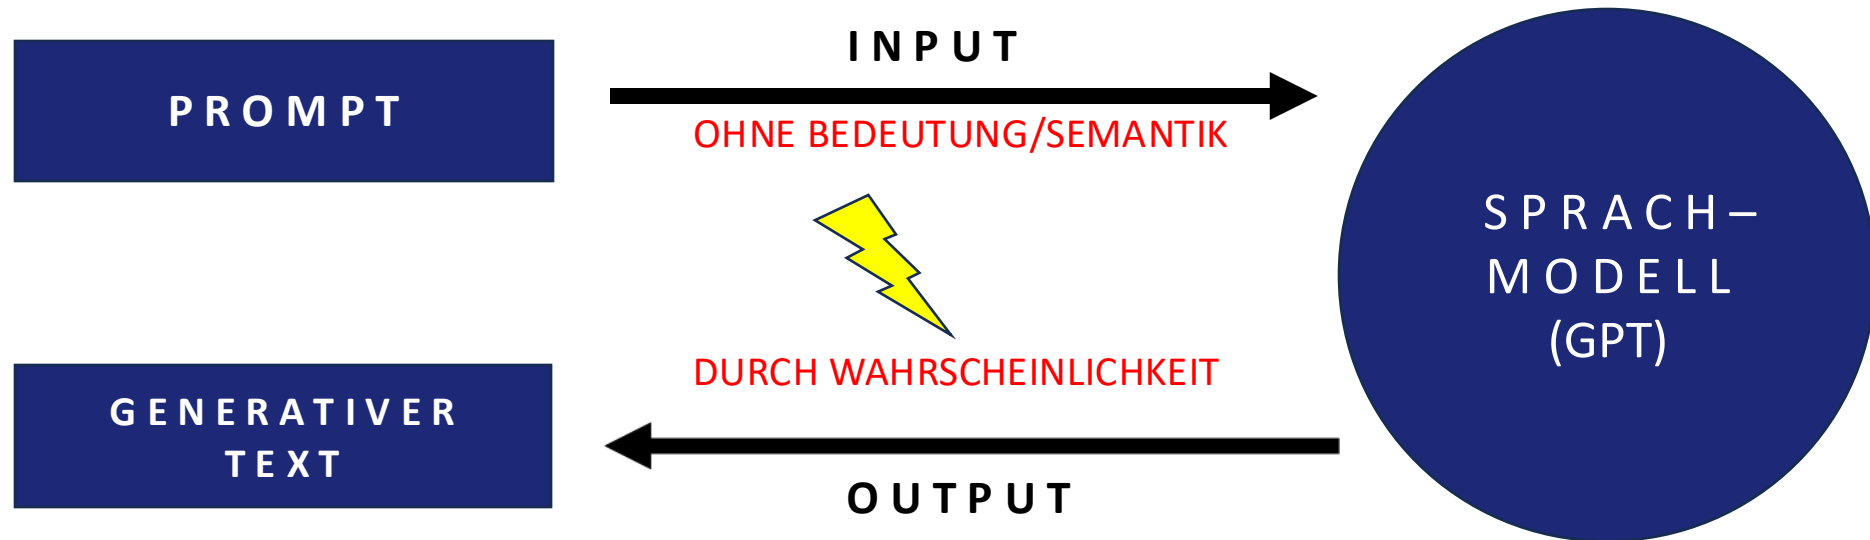 PROMPT
INPUT
OHNE BEDEUTUNG/SEMANTIK
SPRACH–
MODELL
(GPT)
DURCH WAHRSCHEINLICHKEIT
GENERATIVER
TEXT
OUTPUT